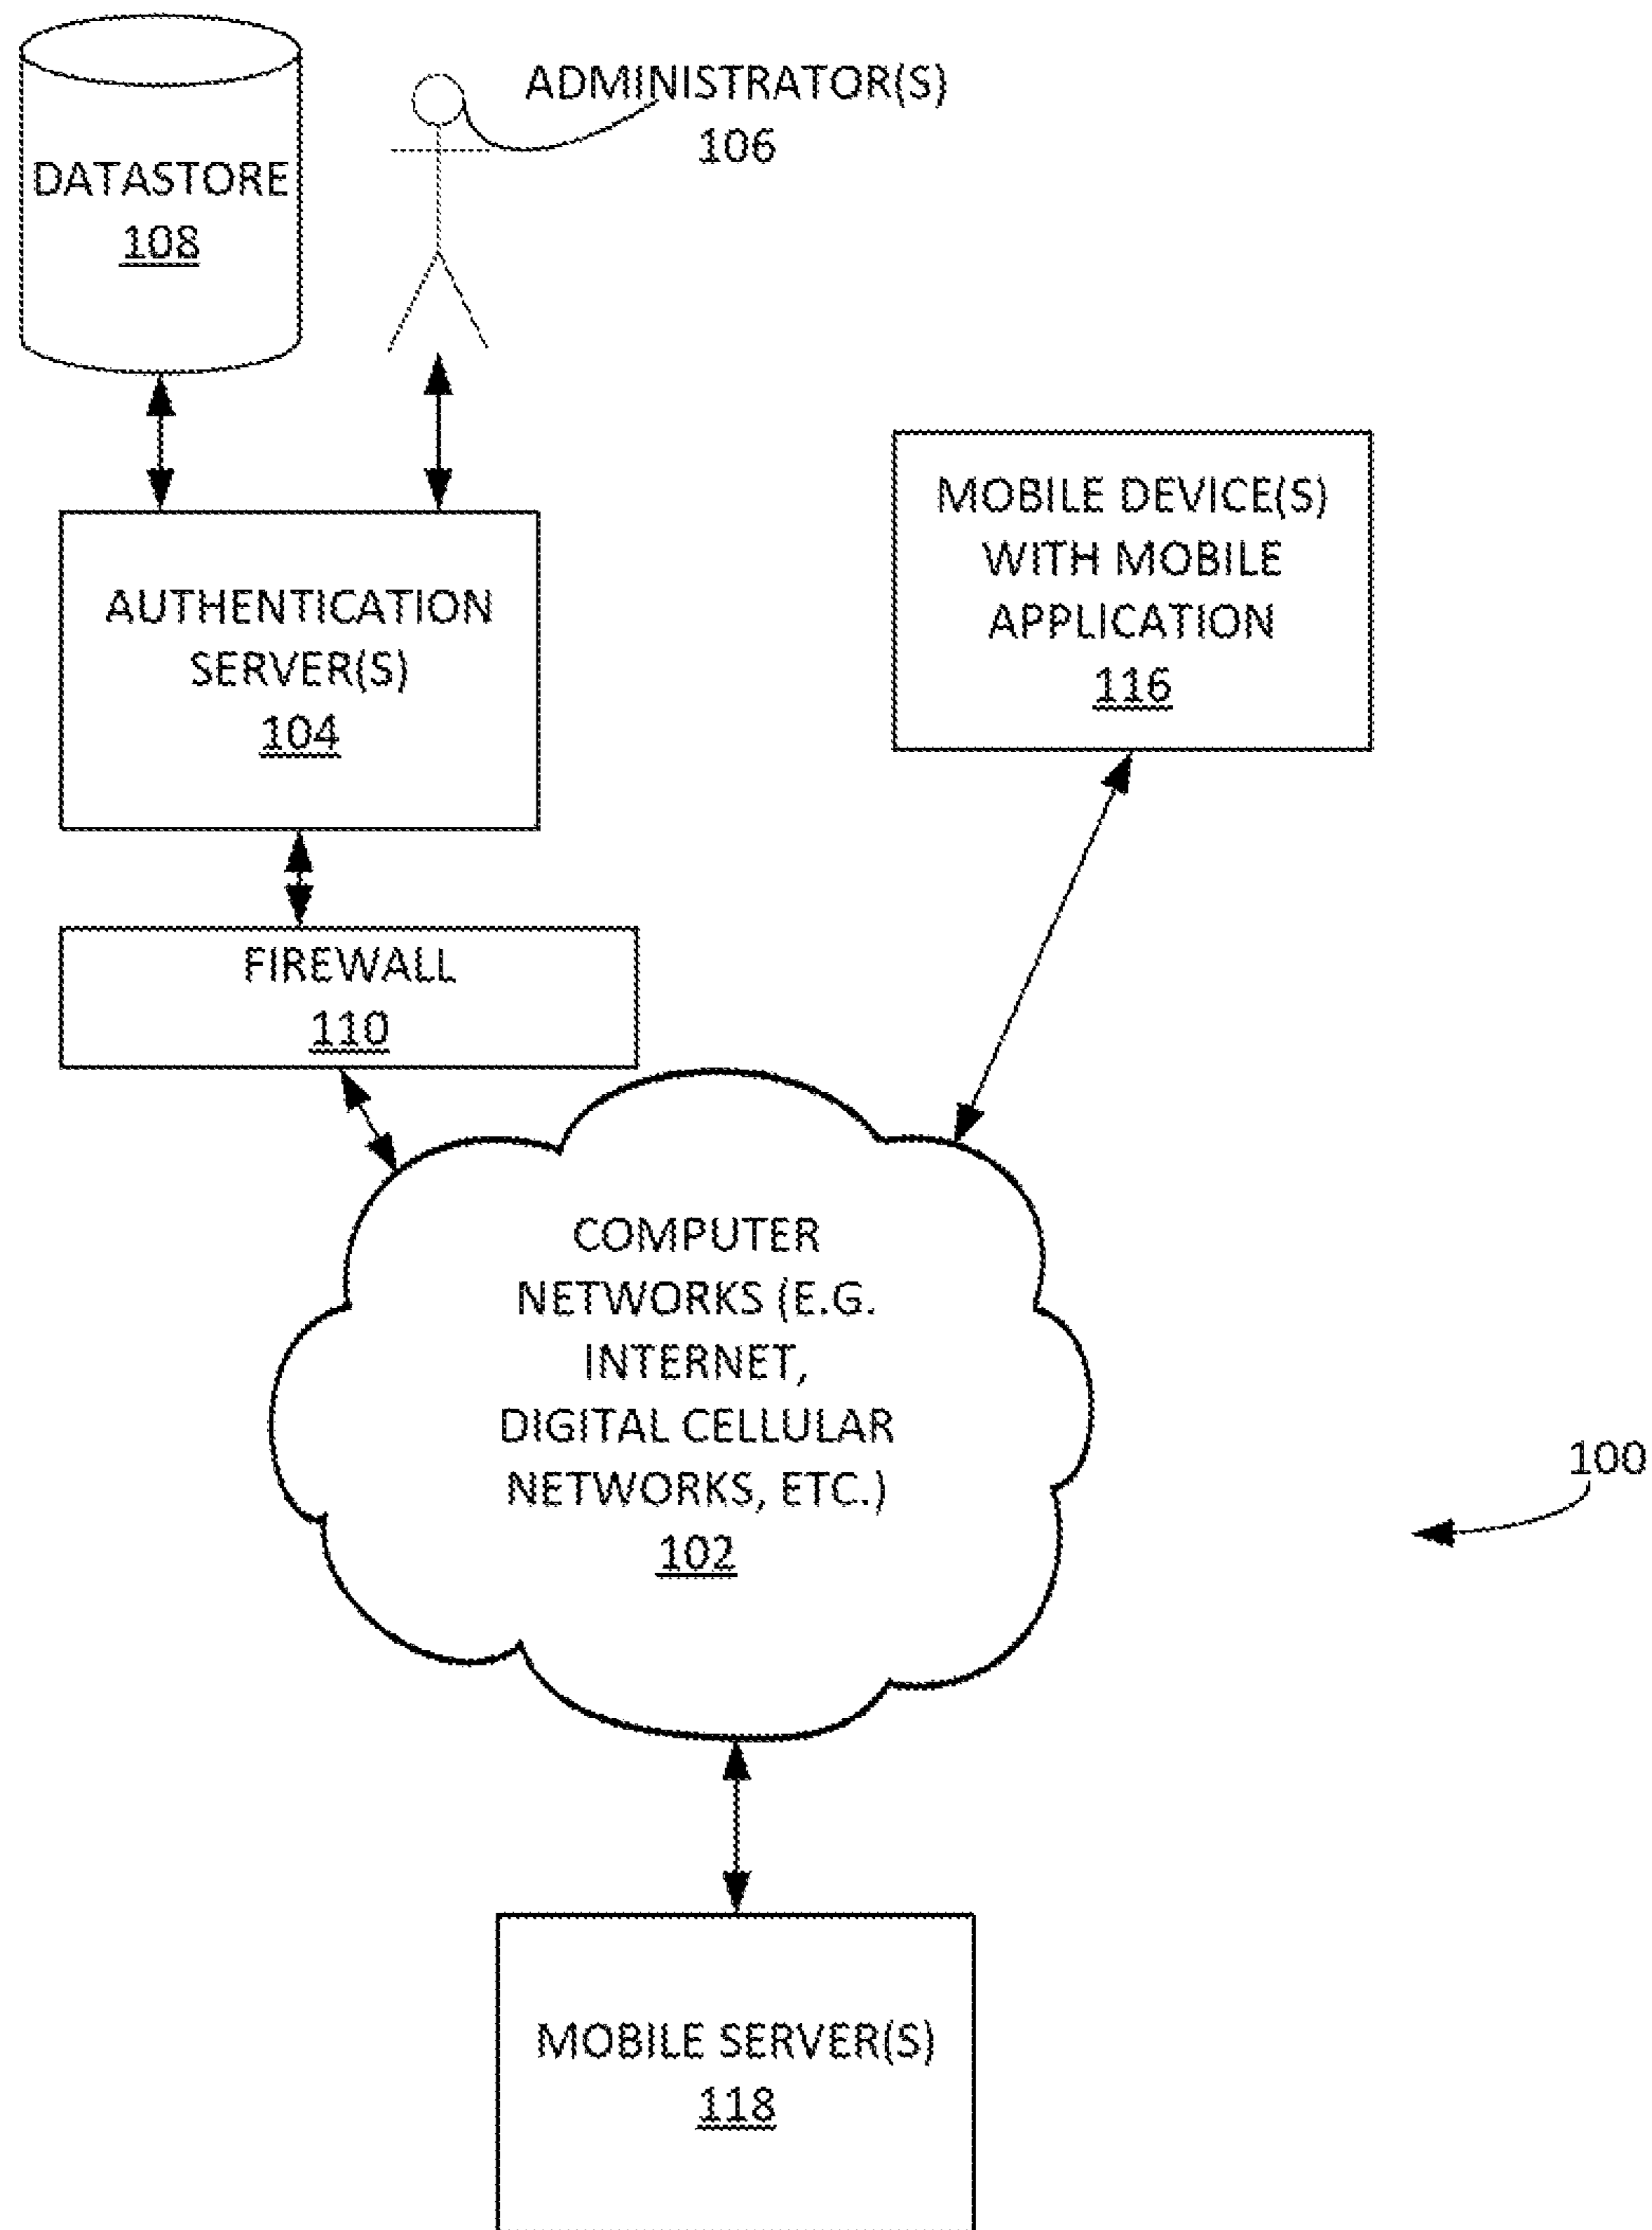 ADMINISTRATOR(S)
106
DATASTORE
108
MOBILE DEVICE(S)
WITH MOBILE
APPLICATION
116
AUTHENTICATION
SERVER(S)
104
FIREWALL
110
COMPUTER
NETWORKS (E.G.
INTERNET,
DIGITAL CELLULAR
NETWORKS, ETC.)
102
100
MOBILE SERVER(S)
118